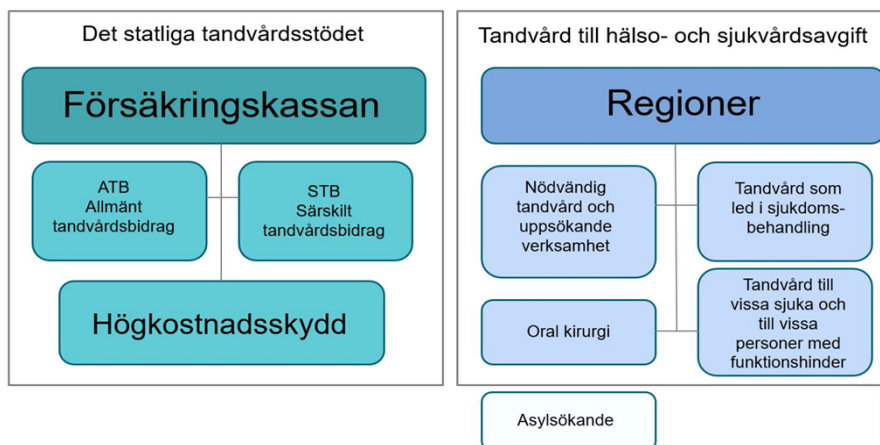 Det statliga tandvårdsstödet
Försäkringskassan
ATB
Allmänt
tandvårdsbidrag
STB
Särskilt
tandvårdsbidrag
Högkostnadsskydd
Tandvård till hälso- och sjukvårdsavgift
Regioner
Nödvändig
tandvård och
uppsökande
verksamhet
Tandvård som
led i sjukdoms-
behandling
Oral kirurgi
Tandvård till
vissa sjuka och
till vissa
personer med
funktionshinder
Asylsökande